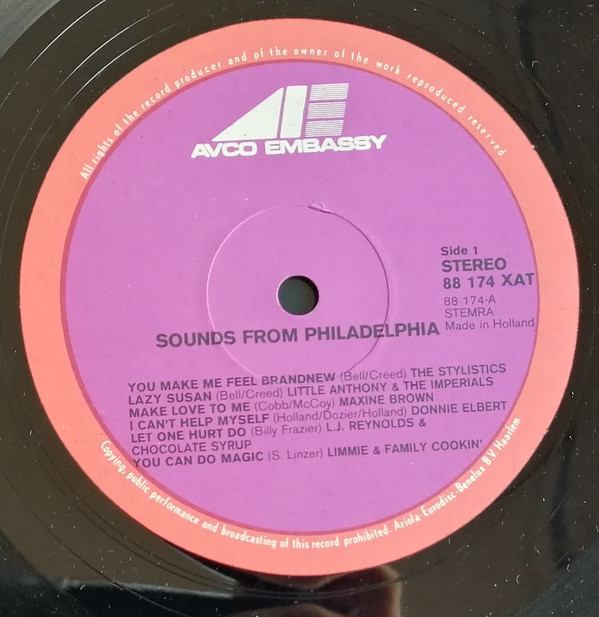 All rights of the record producer and of the owner of the work reproduced reserved
AVCO EMBASSY
Side 1
STEREO
88 174 XAT
88 174-A
STEMRA
Made in Holland
SOUNDS FROM PHILADELPHIA
YOU MAKE ME FEEL BRANDNEW (Bell/Creed) THE STYLISTICS
LAZY SUSAN (Bell/Creed) LITTLE ANTHONY & THE IMPERIALS
MAKE LOVE TO ME (Cobb/McCoy) MAXINE BROWN
I CAN'T HELP MYSELF (Holland/Dozier/Holland) DONNIE ELBERT
LET ONE HURT DO (Billy Frazier) L.J. REYNOLDS &
CHOCOLATE SYRUP
YOU CAN DO MAGIC (S. Linzer) LIMMIE & FAMILY COOKIN'
Copying, public performance and broadcasting of this record prohibited. Ariola-Eurodisc-Benelux B.V. Haarlem